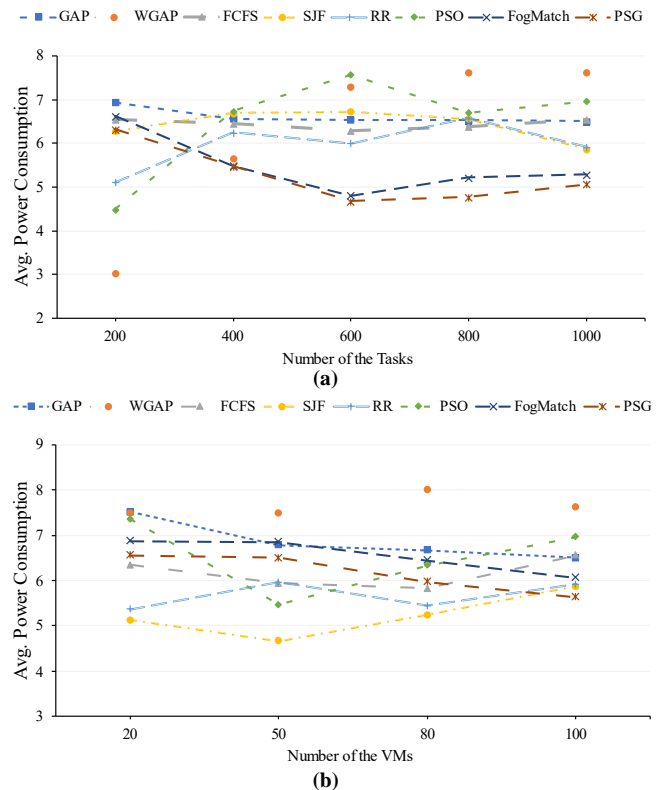 GAP WGAP FCFS SJF RR PSO FogMatch PSG
8
7
6
5
4
3
2
Avg. Power Consumption
200 400 600 800 1000
Number of the Tasks
(a)
GAP WGAP FCFS SJF RR PSO FogMatch PSG
9
8
7
6
5
4
3
Avg. Power Consumption
20 50 80 100
Number of the VMs
(b)